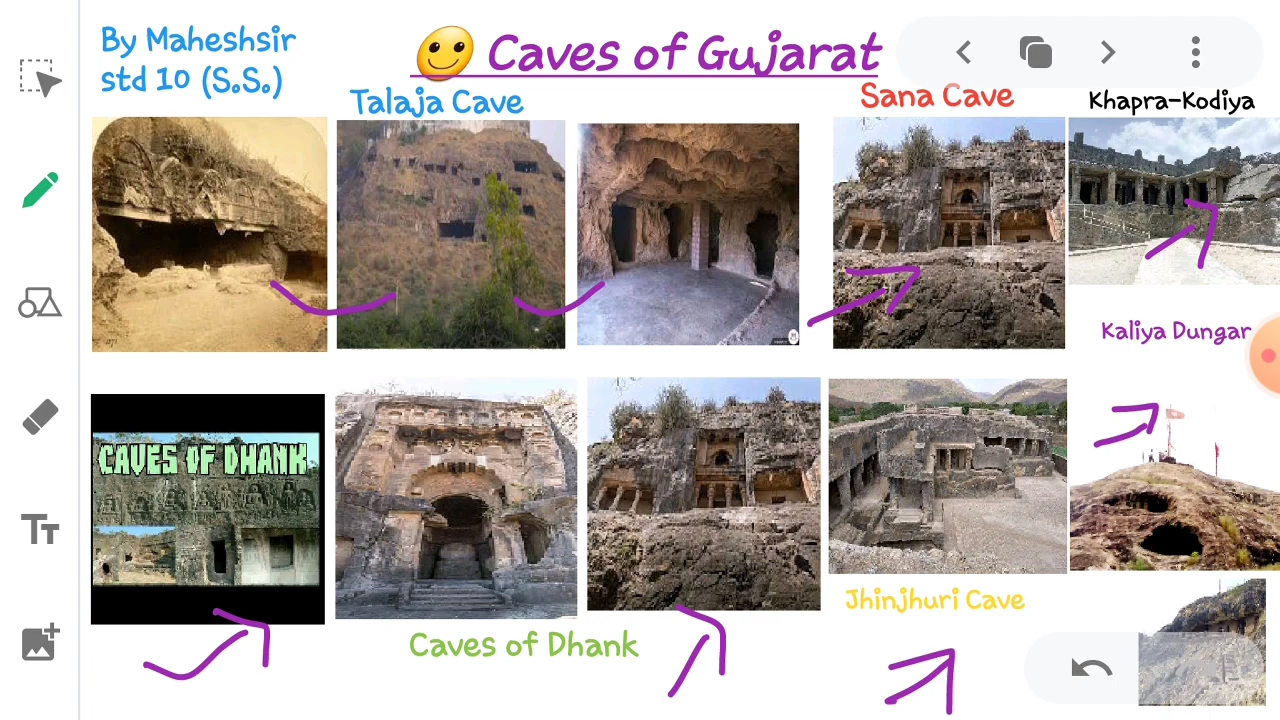 By Maheshsir
std 10 (S.S.)
Caves of Gujarat
Talaja Cave
Sana Cave
Khapra-Kodiya
Kaliya Dungar
CAVES OF DHANK
Caves of Dhank
Jhinjhuri Cave
TT